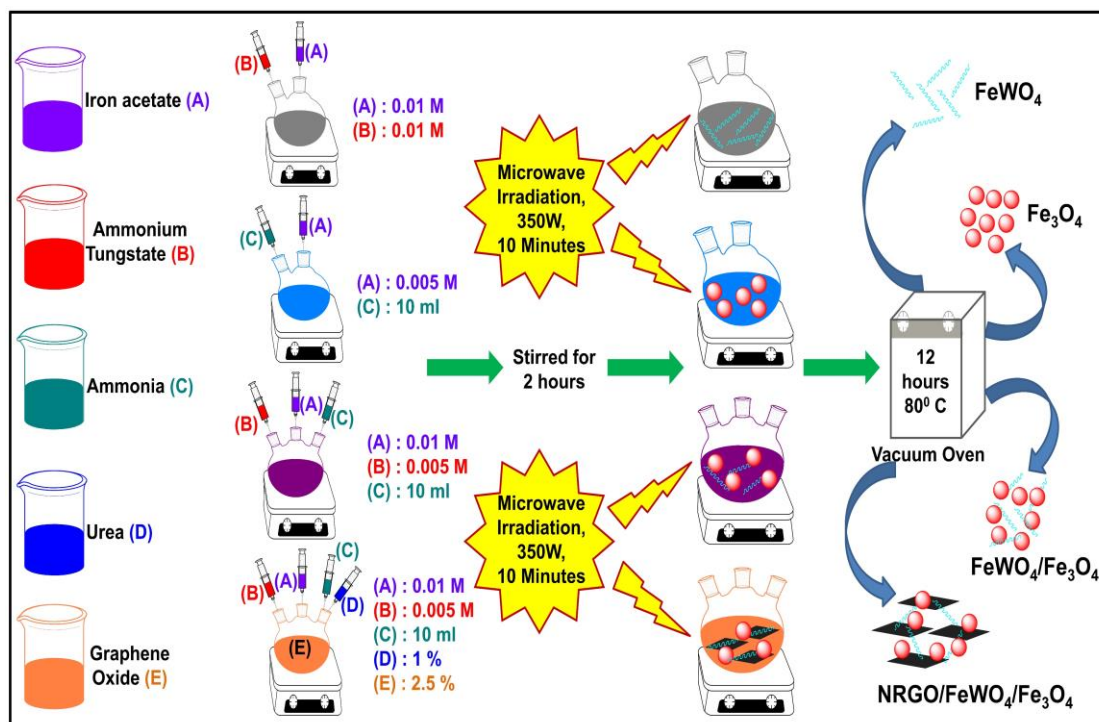 Iron acetate (A)
Ammonium
Tungstate (B)
Ammonia (C)
Urea (D)
Graphene
Oxide (E)
(B)
(A)
(A) : 0.01 M
(B) : 0.01 M
(C)
(A)
(A) : 0.005 M
(C) : 10 ml
(B)
(A)
(C)
(A) : 0.01 M
(B) : 0.005 M
(C) : 10 ml
(B)
(A)
(C)
(D)
(E)
(A) : 0.01 M
(B) : 0.005 M
(C) : 10 ml
(D) : 1 %
(E) : 2.5 %
Microwave
Irradiation,
350W,
10 Minutes
Stirred for
2 hours
Microwave
Irradiation,
350W,
10 Minutes
12
hours
80⁰ C
Vacuum Oven
FeWO₄
Fe₃O₄
FeWO₄/Fe₃O₄
NRGO/FeWO₄/Fe₃O₄